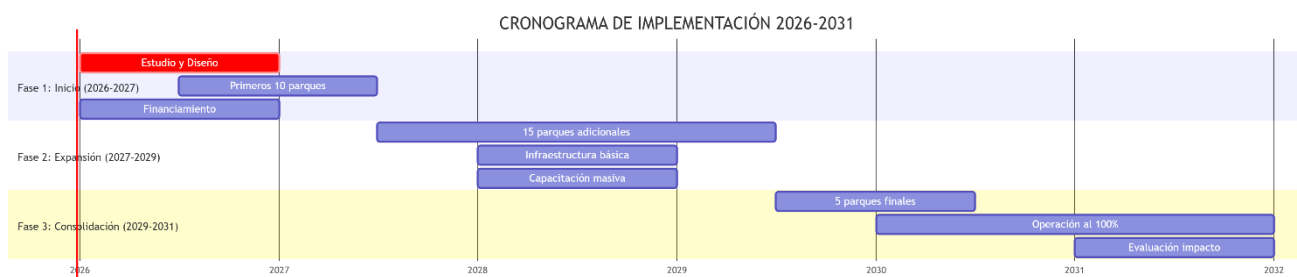 CRONOGRAMA DE IMPLEMENTACIÓN 2026-2031
Estudio y Diseño
Fase 1: Inicio (2026-2027)
Primeros 10 parques
Financiamiento
15 parques adicionales
Fase 2: Expansión (2027-2029)
Infraestructura básica
Capacitación masiva
5 parques finales
Fase 3: Consolidación (2029-2031)
Operación al 100%
Evaluación impacto
2026 2027 2028 2029 2030 2031 2032